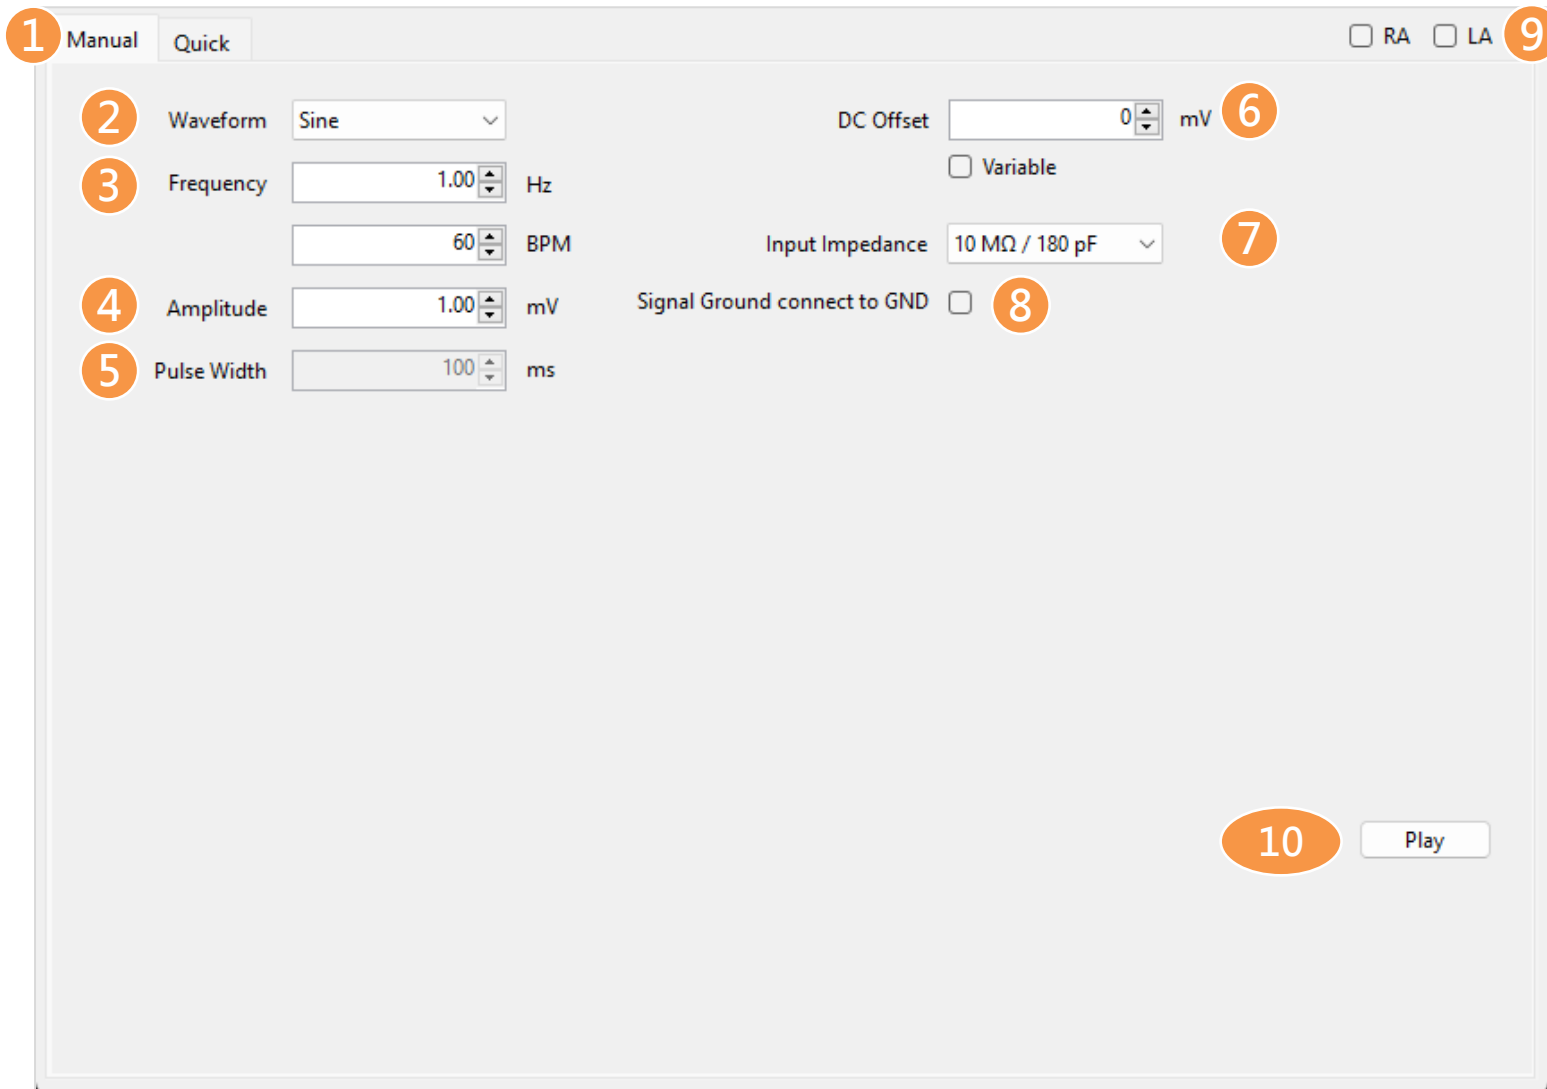 1 Manual Quick RA LA 9
2 Waveform Sine DC Offset 0 mV 6
Variable
3 Frequency 1.00 Hz
60 BPM Input Impedance 10 MΩ / 180 pF 7
4 Amplitude 1.00 mV Signal Ground connect to GND 8
5 Pulse Width 100 ms
10 Play